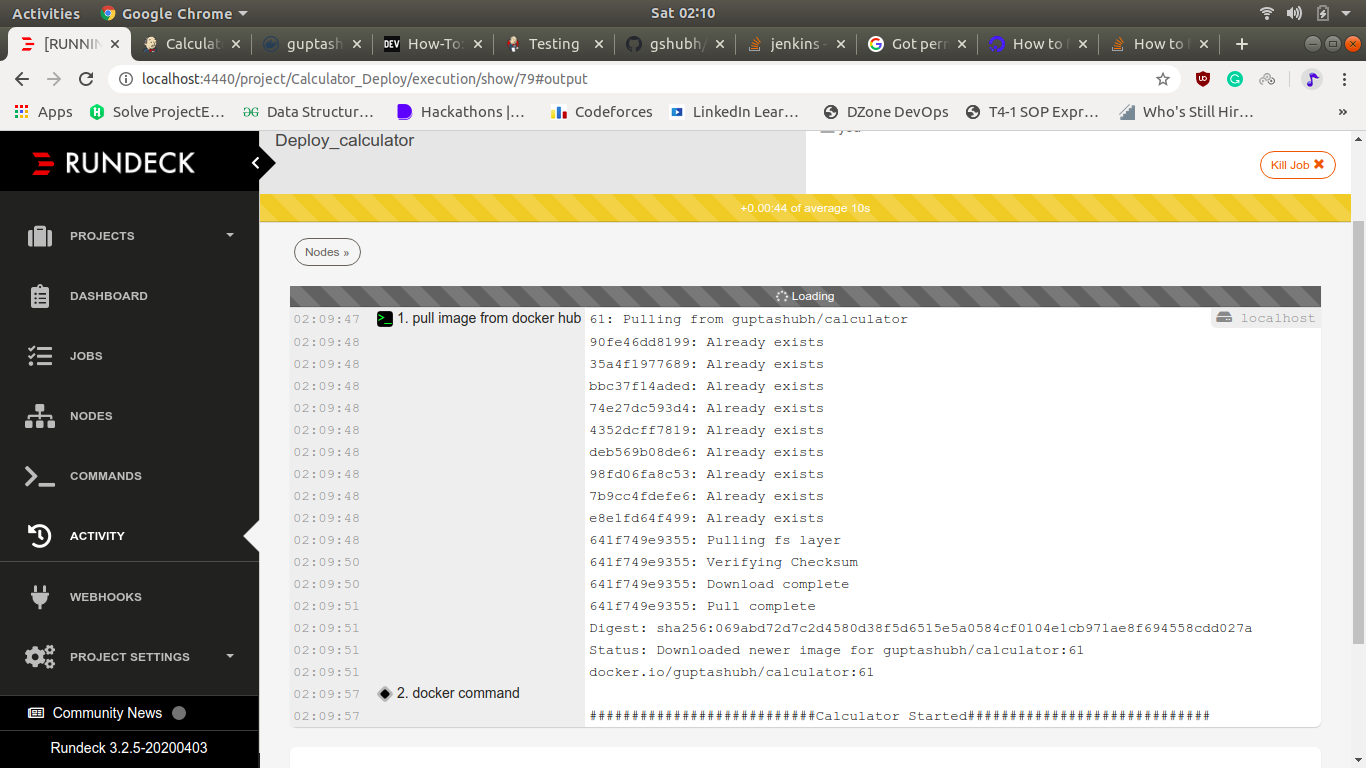 Activities Google Chrome Sat 02:10
[RUNNIN Calculat guptash DEV How-To: Testing gshubh/ jenkins - Got perr How to How to
localhost:4440/project/Calculator_Deploy/execution/show/79#output
Apps Solve ProjectE… Data Structur… Hackathons |… Codeforces LinkedIn Lear… DZone DevOps T4-1 SOP Expr… Who's Still Hir… »
RUNDECK
PROJECTS
DASHBOARD
JOBS
NODES
COMMANDS
ACTIVITY
WEBHOOKS
PROJECT SETTINGS
Community News
Rundeck 3.2.5-20200403
Deploy_calculator
Kill Job
+0.00:44 of average 10s
Nodes »
Loading
02:09:47 1. pull image from docker hub 61: Pulling from guptashubh/calculator localhost
02:09:48 90fe46dd8199: Already exists
02:09:48 35a4f1977689: Already exists
02:09:48 bbc37f14aded: Already exists
02:09:48 74e27dc593d4: Already exists
02:09:48 4352dcff7819: Already exists
02:09:48 deb569b08de6: Already exists
02:09:48 98fd06fa8c53: Already exists
02:09:48 7b9cc4fdefe6: Already exists
02:09:48 e8e1fd64f499: Already exists
02:09:48 641f749e9355: Pulling fs layer
02:09:50 641f749e9355: Verifying Checksum
02:09:50 641f749e9355: Download complete
02:09:51 641f749e9355: Pull complete
02:09:51 Digest: sha256:069abd72d7c2d4580d38f5d6515e5a0584cf0104e1cb971ae8f694558cdd027a
02:09:51 Status: Downloaded newer image for guptashubh/calculator:61
02:09:51 docker.io/guptashubh/calculator:61
02:09:57 2. docker command
02:09:57 ###########################Calculator Started#############################